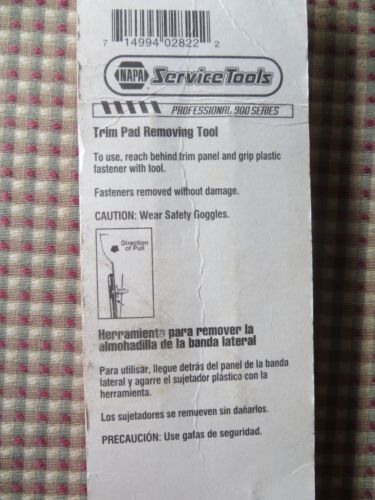 7 14994 02822 2
NAPA ServiceTools
PROFESSIONAL 900 SERIES
Trim Pad Removing Tool
To use, reach behind trim panel and grip plastic
fastener with tool.
Fasteners removed without damage.
CAUTION: Wear Safety Goggles.
Direction
of Pull
Herramienta para remover la
almohadilla de la banda lateral
Para utilisar, llegue detrás del panel de la banda
lateral y agarre el sujetador plástico con la
herramienta.
Los sujetadores se remueven sin dañarlos.
PRECAUCIÓN: Use gafas de seguridad.